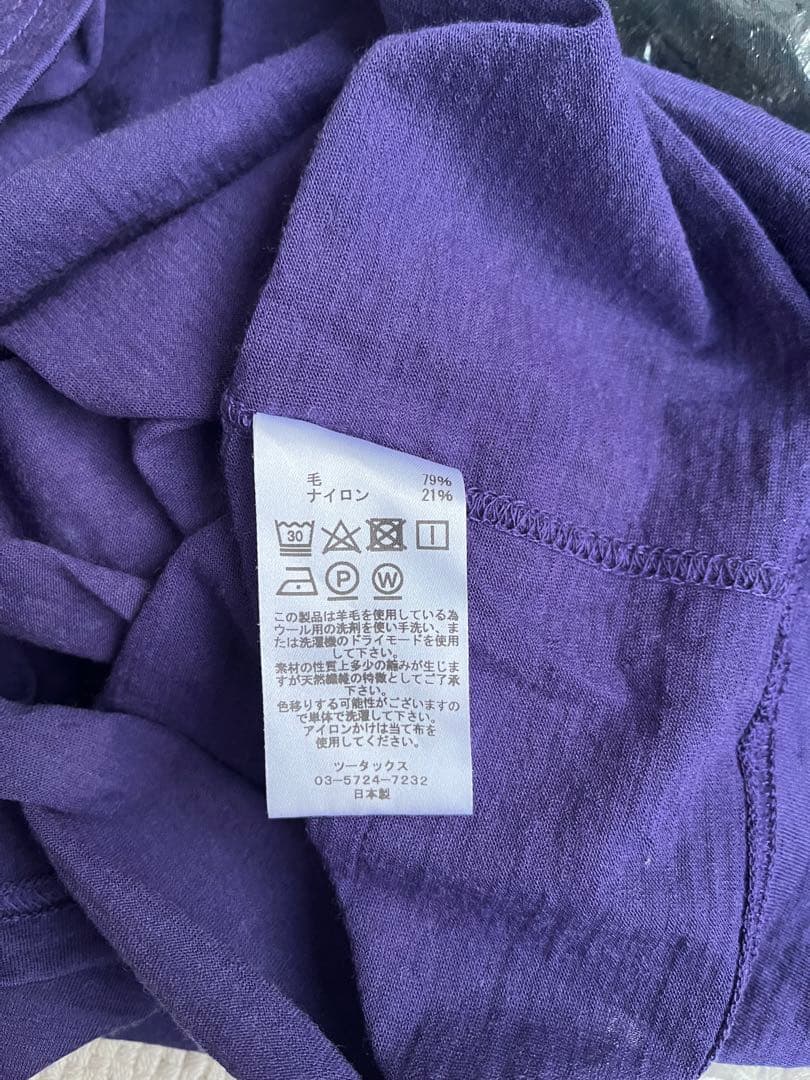 毛 79%
ナイロン 21%
30
P W
この製品は羊毛を使用している為
ウール用の洗剤を使い手洗い、ま
たは洗濯機のドライモードを使用
して下さい。
素材の性質上多少の縮みが生じま
すが天然繊維の特徴としてご了承
下さい。
色移りする可能性がございますの
で単体で洗濯して下さい。
アイロンかけは当て布を
使用してください。
ツータックス
03-5724-7232
日本製